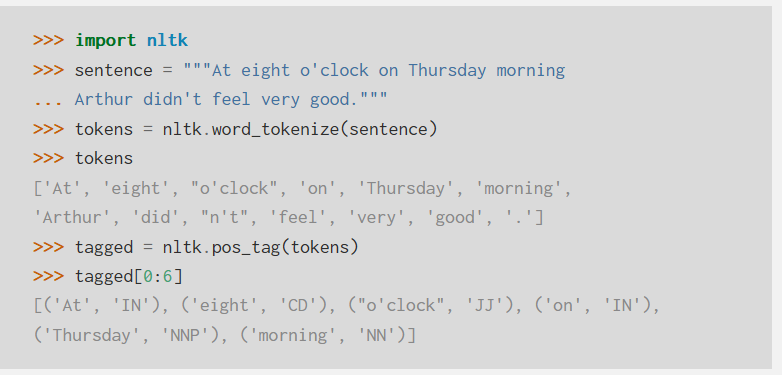 >>> import nltk
>>> sentence = """At eight o'clock on Thursday morning
... Arthur didn't feel very good."""
>>> tokens = nltk.word_tokenize(sentence)
>>> tokens
['At', 'eight', "o'clock", 'on', 'Thursday', 'morning',
'Arthur', 'did', "n't", 'feel', 'very', 'good', '.']
>>> tagged = nltk.pos_tag(tokens)
>>> tagged[0:6]
[('At', 'IN'), ('eight', 'CD'), ("o'clock", 'JJ'), ('on', 'IN'),
('Thursday', 'NNP'), ('morning', 'NN')]